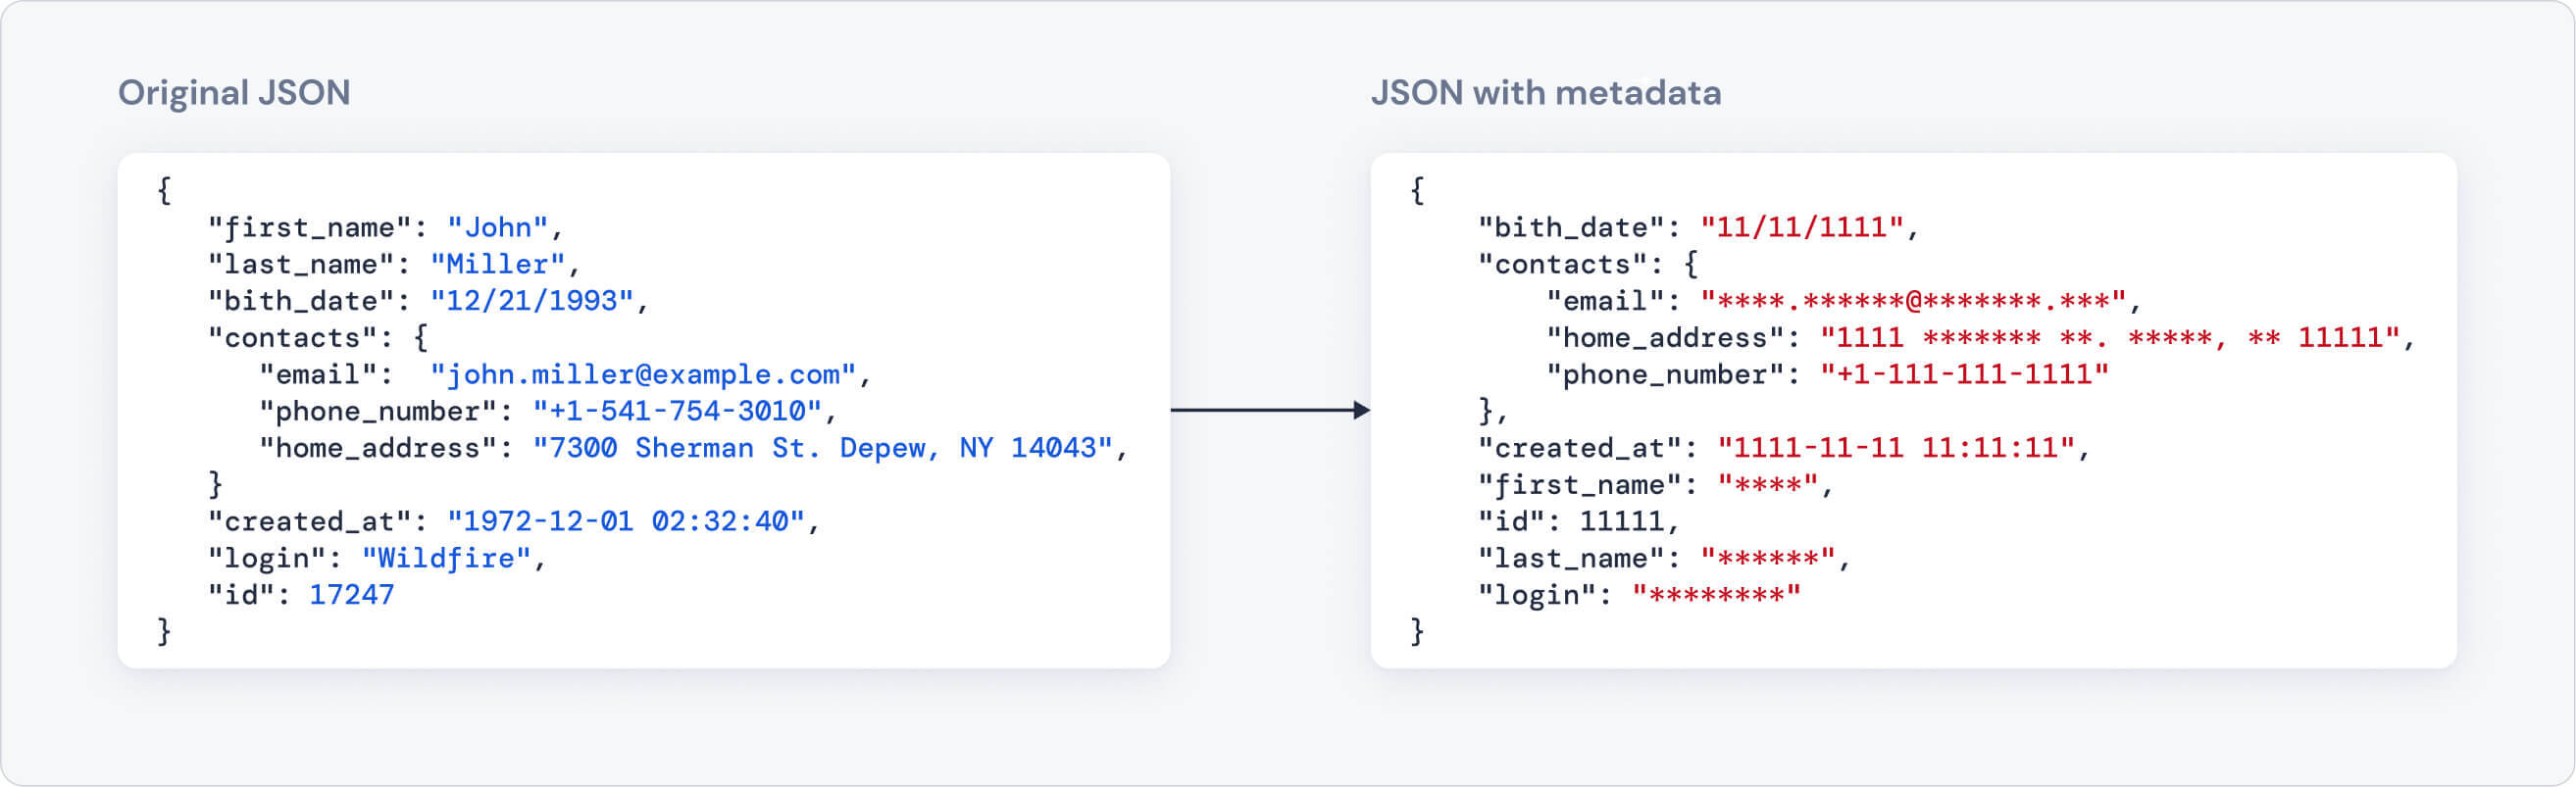 Original JSON
{
"first_name": "John",
"last_name": "Miller",
"bith_date": "12/21/1993",
"contacts": {
"email":  "john.miller@example.com",
"phone_number": "+1-541-754-3010",
"home_address": "7300 Sherman St. Depew, NY 14043",
}
"created_at": "1972-12-01 02:32:40",
"login": "Wildfire",
"id": 17247
}
JSON with metadata
{
"bith_date": "11/11/1111",
"contacts": {
"email": "****.******@*******.***",
"home_address": "1111 ******* **. *****, ** 11111",
"phone_number": "+1-111-111-1111"
},
"created_at": "1111-11-11 11:11:11",
"first_name": "****",
"id": 11111,
"last_name": "******",
"login": "********"
}